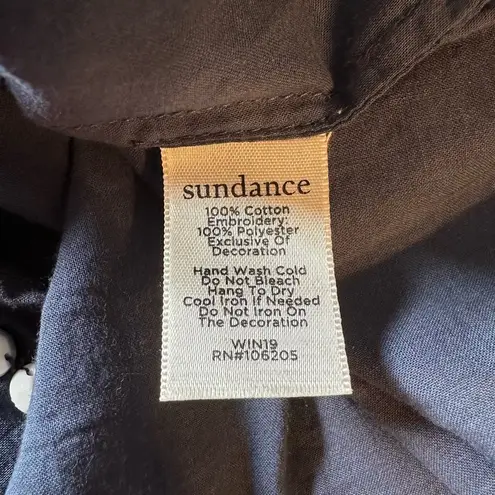 sundance
100% Cotton
Embroidery:
100% Polyester
Exclusive Of
Decoration
Hand Wash Cold
Do Not Bleach
Hang To Dry
Cool Iron If Needed
Do Not Iron On
The Decoration
WIN19
RN#106205